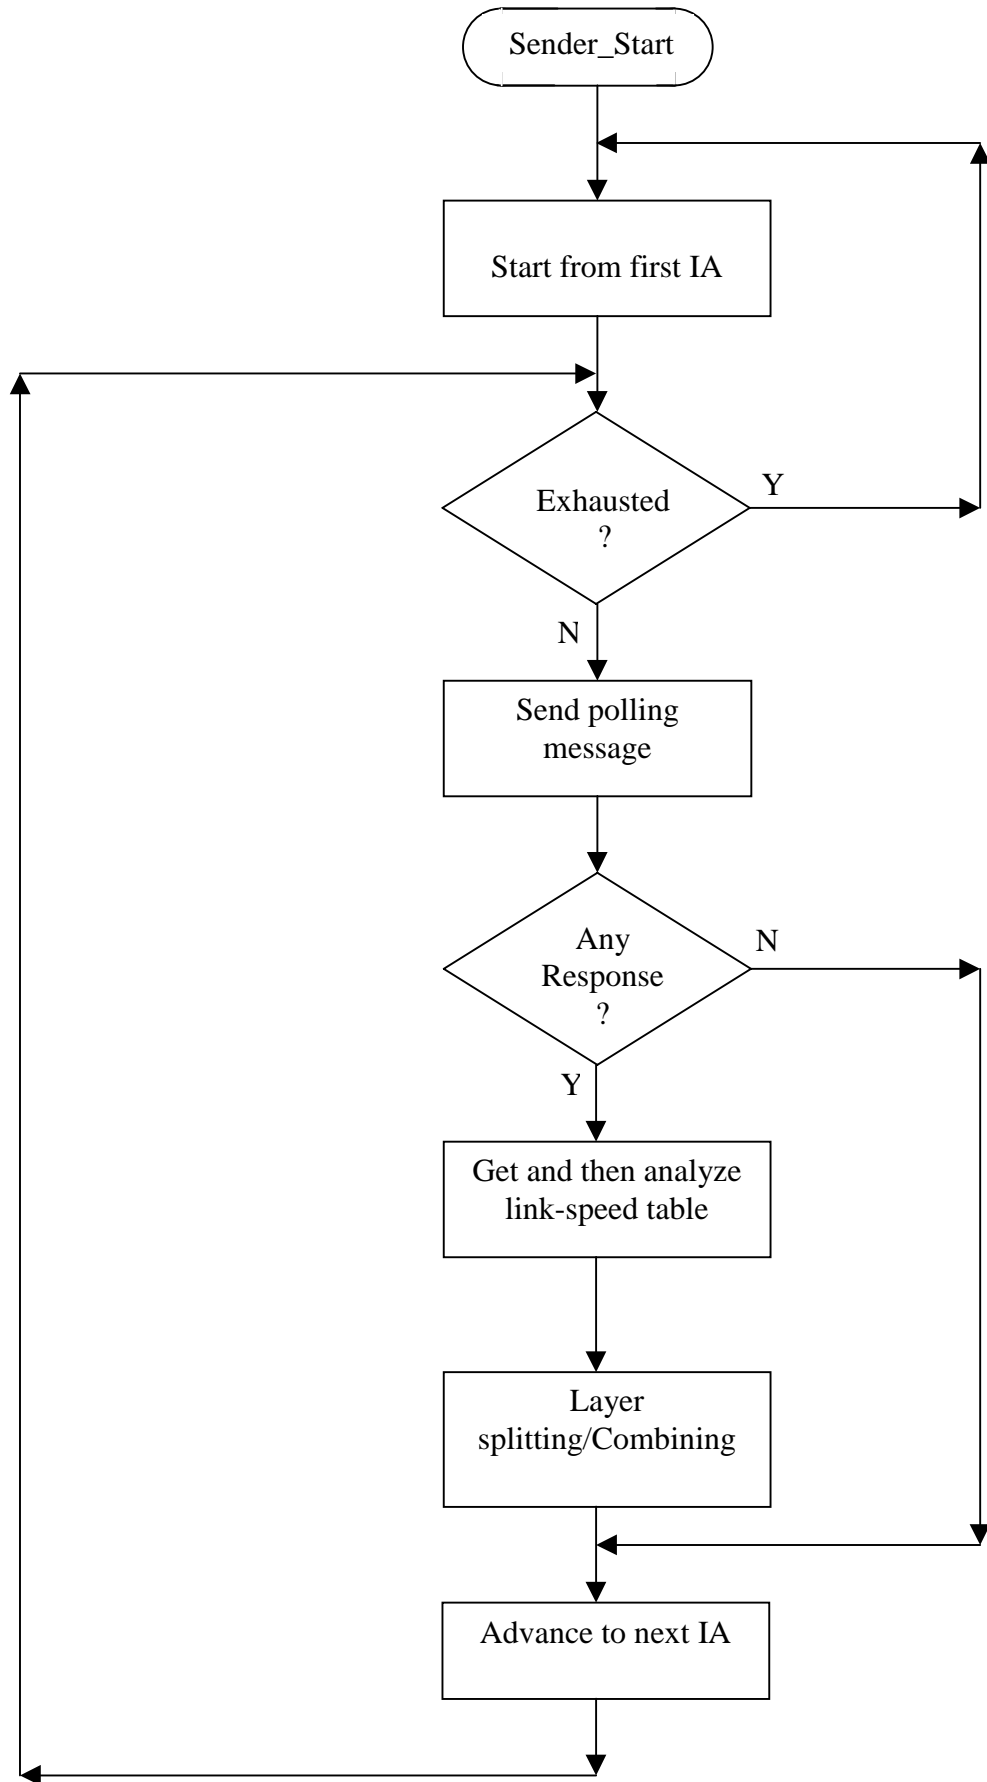 Sender_Start
Start from first IA
Exhausted
?
Y
N
Send polling
message
Any
Response
?
N
Y
Get and then analyze
link-speed table
Layer
splitting/Combining
Advance to next IA